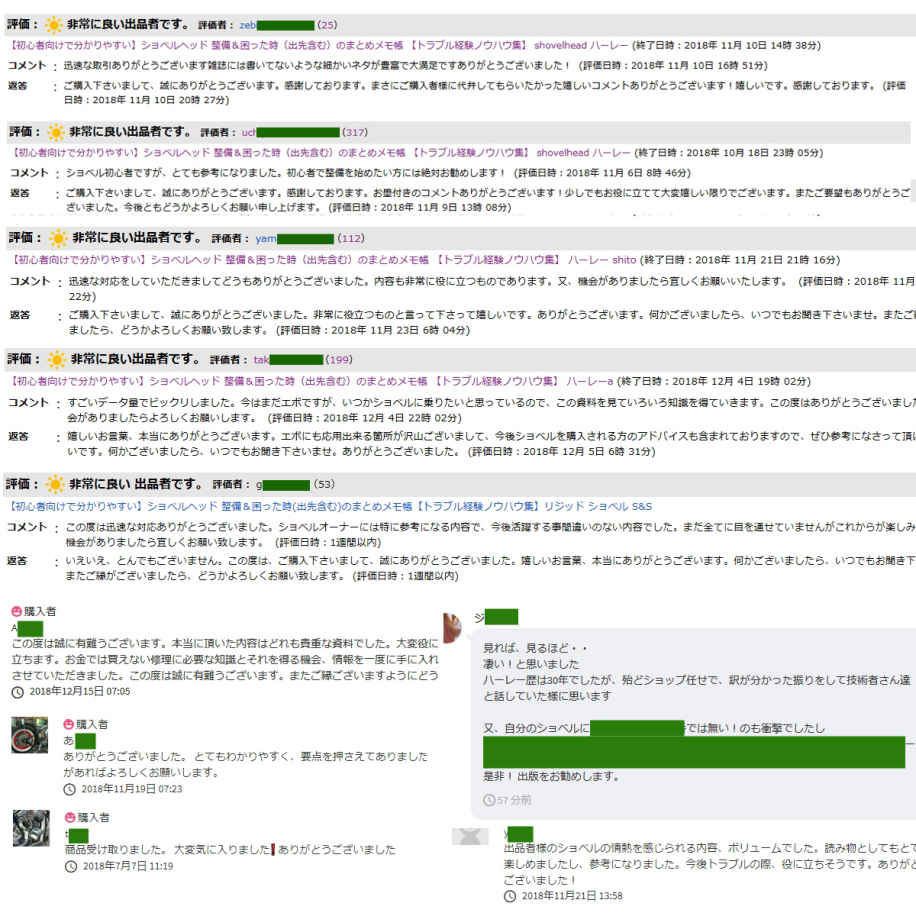 評価： 非常に良い出品者です。 評価者： zeb (25)
【初心者向けで分かりやすい】ショベルヘッド 整備＆困った時（出先含む）のまとめメモ帳 【トラブル経験ノウハウ集】 shovelhead ハーレー (終了日時：2018年 11月 10日 14時 38分)
コメント ： 迅速な取引ありがとうございます雑誌には書いてないような細かいネタが豊富で大満足ですありがとうございました！ (評価日時：2018年 11月 10日 16時 51分)
返答 ： ご購入下さいまして、誠にありがとうございます。感謝しております。まさにご購入者様に代弁してもらいたかった嬉しいコメントありがとうございます！嬉しいです。感謝しております。 (評価
日時：2018年 11月 10日 20時 27分)
評価： 非常に良い出品者です。 評価者： uch (317)
【初心者向けで分かりやすい】ショベルヘッド 整備＆困った時（出先含む）のまとめメモ帳 【トラブル経験ノウハウ集】 shovelhead ハーレー (終了日時：2018年 10月 18日 23時 05分)
コメント ： ショベル初心者ですが、とても参考になりました。初心者で整備を始めたい方には絶対お勧めします！ (評価日時：2018年 11月 6日 8時 46分)
返答 ： ご購入下さいまして、誠にありがとうございます。感謝しております。お墨付きのコメントありがとうございます！少しでもお役に立てて大変嬉しい限りでございます。またご要望もありがとうご
ざいました。今後ともどうかよろしくお願い申し上げます。 (評価日時：2018年 11月 9日 13時 08分)
評価： 非常に良い出品者です。 評価者： yam (112)
【初心者向けで分かりやすい】ショベルヘッド 整備＆困った時（出先含む）のまとめメモ帳 【トラブル経験ノウハウ集】 ハーレー shito (終了日時：2018年 11月 21日 21時 16分)
コメント ： 迅速な対応をしていただきましてどうもありがとうございました。内容も非常に役に立つものであります。又、機会がありましたら宜しくお願いいたします。 (評価日時：2018年 11月
22分)
返答 ： ご購入下さいまして、誠にありがとうございました。非常に役立つものと言って下さって嬉しいです。ありがとうございます。何かございましたら、いつでもお聞き下さいませ。またご
ましたら、どうかよろしくお願い致します。 (評価日時：2018年 11月 23日 6時 04分)
評価： 非常に良い出品者です。 評価者： tak (199)
【初心者向けで分かりやすい】ショベルヘッド 整備＆困った時（出先含む）のまとめメモ帳 【トラブル経験ノウハウ集】 ハーレーa (終了日時：2018年 12月 4日 19時 02分)
コメント ： すごいデータ量でビックリしました。今はまだエボですが、いつかショベルに乗りたいと思っているので、この資料を見ていろいろ知識を得ていきます。この度はありがとうございました
会がありましたらよろしくお願いします。 (評価日時：2018年 12月 4日 22時 02分)
返答 ： 嬉しいお言葉、本当にありがとうございます。エボにも応用出来る箇所が沢山ございまして、今後ショベルを購入される方のアドバイスも含まれておりますので、ぜひ参考になさって頂
いです。何かございましたら、いつでもお聞き下さいませ。ありがとうございました。 (評価日時：2018年 12月 5日 6時 31分)
評価： 非常に良い 出品者です。 評価者： g (53)
【初心者向けで分かりやすい】ショベルヘッド 整備＆困った時(出先含む)のまとめメモ帳【トラブル経験ノウハウ集】リジッド ショベル S&S
コメント ： この度は迅速な対応ありがとうございました。ショベルオーナーには特に参考になる内容で、今後活躍する事間違いのない内容でした。まだ全てに目を通せていませんがこれからが楽しみ
機会がありましたら宜しくお願い致します。 (評価日時：1週間以内)
返答 ： いえいえ、とんでもございません。この度は、ご購入下さいまして、誠にありがとうございました。嬉しいお言葉、本当にありがとうございます。何かございましたら、いつでもお聞き下
またご縁がございましたら、どうかよろしくお願い致します。 (評価日時：1週間以内)
購入者
A
この度は誠に有難うございます。本当に頂いた内容はどれも貴重な資料でした。大変役に
立ちます。お金では買えない修理に必要な知識とそれを得る機会、情報を一度に手に入れ
させていただきました。この度は誠に有難うございます。またご縁ございますようにどう
2018年12月15日 07:05
購入者
あ
ありがとうございました。 とてもわかりやすく、要点を押さえてありました
があればよろしくお願いします。
2018年11月19日 07:23
購入者
t
商品受け取りました。 大変気に入りました ありがとうございました
2018年7月7日 11:19
ジ
見れば、見るほど・・
凄い！と思いました
ハーレー歴は30年でしたが、殆どショップ任せで、訳が分かった振りをして技術者さん達
と話していた様に思います
又、自分のショベルに では無い！のも衝撃でしたし
ー
是非！ 出版をお勧めします。
57 分前
y
出品者様のショベルの情熱を感じられる内容、ボリュームでした。読み物としてもとて
楽しめましたし、参考になりました。今後トラブルの際、役に立ちそうです。ありがと
ございました！
2018年11月21日 13:58